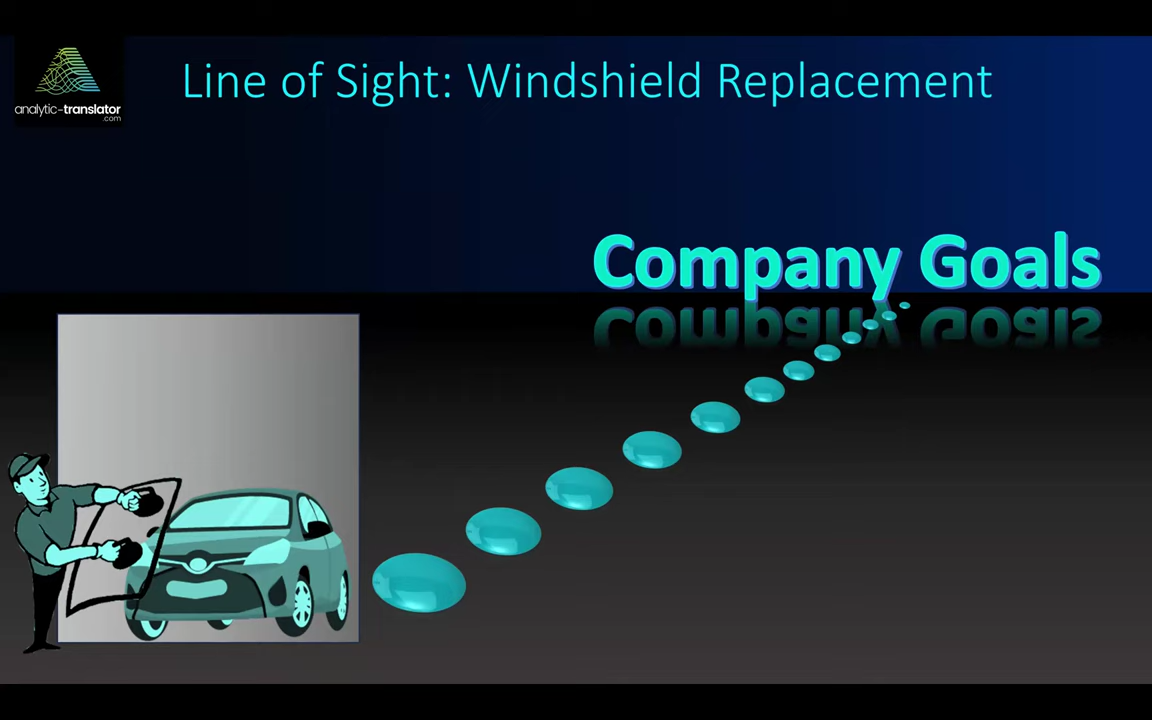 Line of Sight: Windshield Replacement
analytic-translator
.com
Company Goals